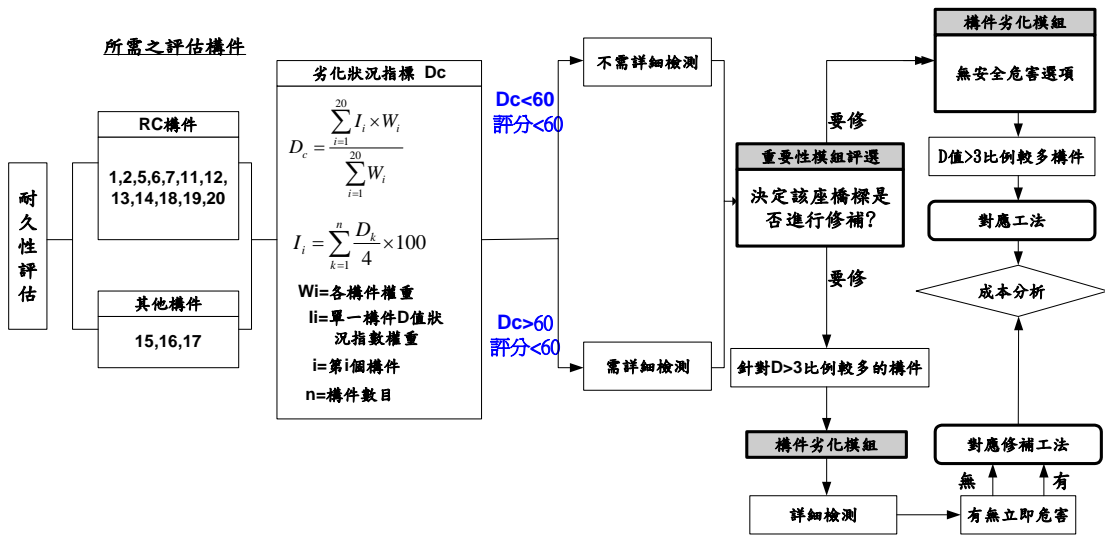 所需之評估構件
耐
久
性
評
估
RC構件
1,2,5,6,7,11,12,
13,14,18,19,20
其他構件
15,16,17
劣化狀況指標 Dc
D_c = \frac{\sum_{i=1}^{20} I_i × W_i}{\sum_{i=1}^{20} W_i}
I_i = \sum_{k=1}^{n} \frac{D_k}{4} ×100
Wi=各構件權重
Ii=單一構件D值狀
況指數權重
i=第i個構件
n=構件數目
Dc<60
評分<60
Dc>60
評分<60
不需詳細檢測
需詳細檢測
要修
重要性模組評選
決定該座橋樑是
否進行修補?
要修
針對D>3比例較多的構件
構件劣化模組
詳細檢測
構件劣化模組
無安全危害選項
D值>3比例較多構件
對應工法
成本分析
對應修補工法
無
有
有無立即危害